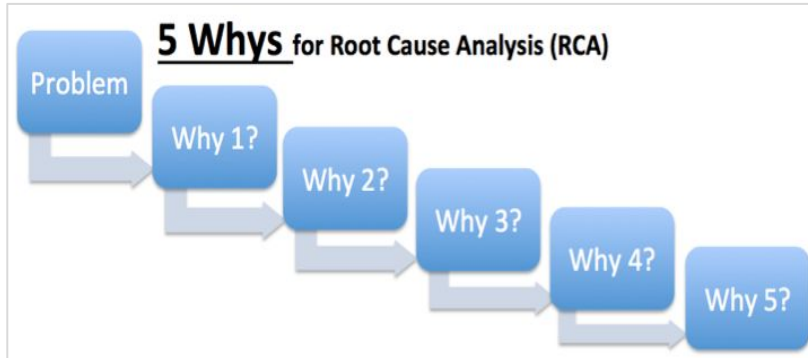 5 Whys for Root Cause Analysis (RCA)
Problem
Why 1?
Why 2?
Why 3?
Why 4?
Why 5?